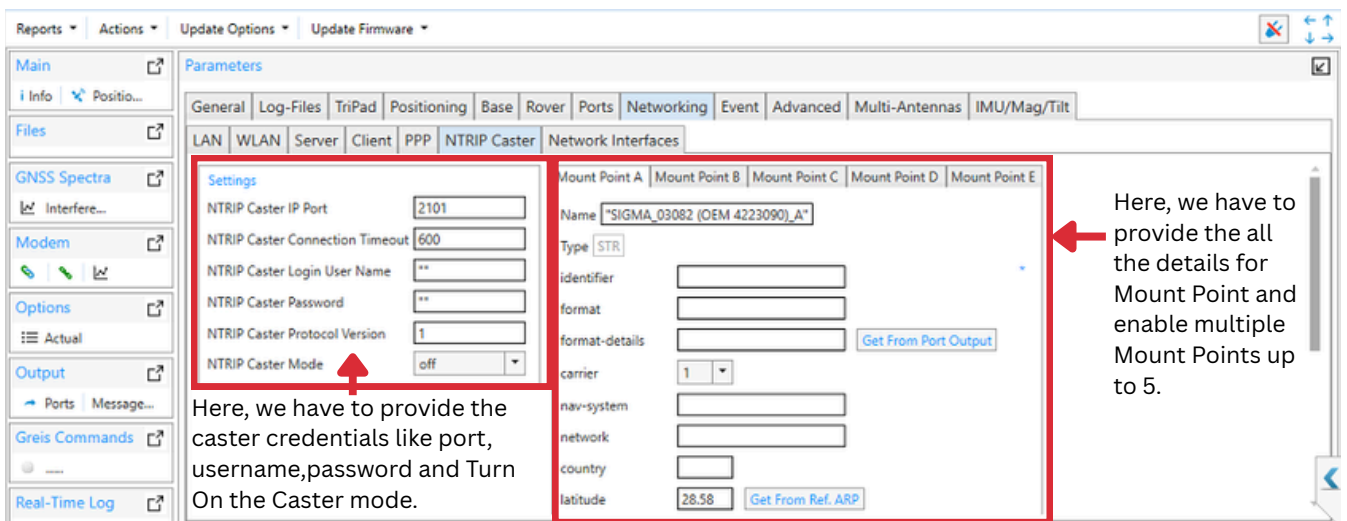 Reports Actions Update Options Update Firmware
Main
Info Positio...
Files
GNSS Spectra
Interfere...
Modem
Options
Actual
Output
Ports Message...
Greis Commands
......
Real-Time Log
Parameters
General Log-Files TriPad Positioning Base Rover Ports Networking Event Advanced Multi-Antennas IMU/Mag/Tilt
LAN WLAN Server Client PPP NTRIP Caster Network Interfaces
Settings
NTRIP Caster IP Port 2101
NTRIP Caster Connection Timeout 600
NTRIP Caster Login User Name ""
NTRIP Caster Password ""
NTRIP Caster Protocol Version 1
NTRIP Caster Mode off
Here, we have to provide the
caster credentials like port,
username,password and Turn
On the Caster mode.
Mount Point A Mount Point B Mount Point C Mount Point D Mount Point E
Name "SIGMA_03082 (OEM 4223090)_A"
Type STR
identifier
format
format-details Get From Port Output
carrier 1
nav-system
network
country
latitude 28.58 Get From Ref. ARP
Here, we have to
provide the all
the details for
Mount Point and
enable multiple
Mount Points up
to 5.